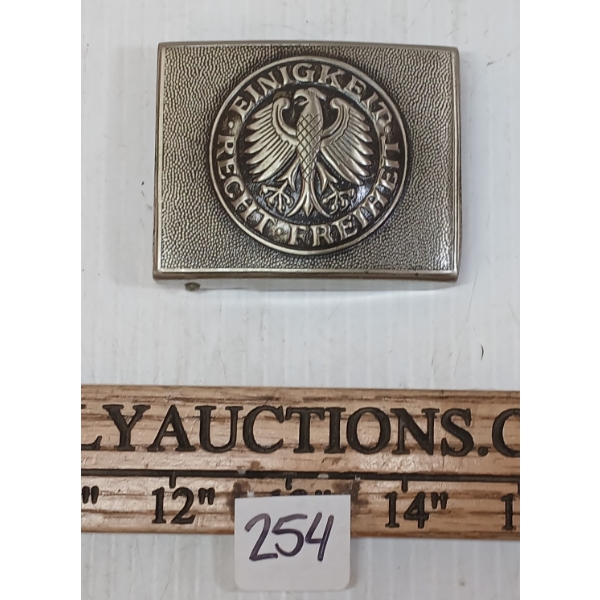 EINIGKEIT · RECHT · FREIHEIT ·
LYAUCTIONS.C
12" 14"
254